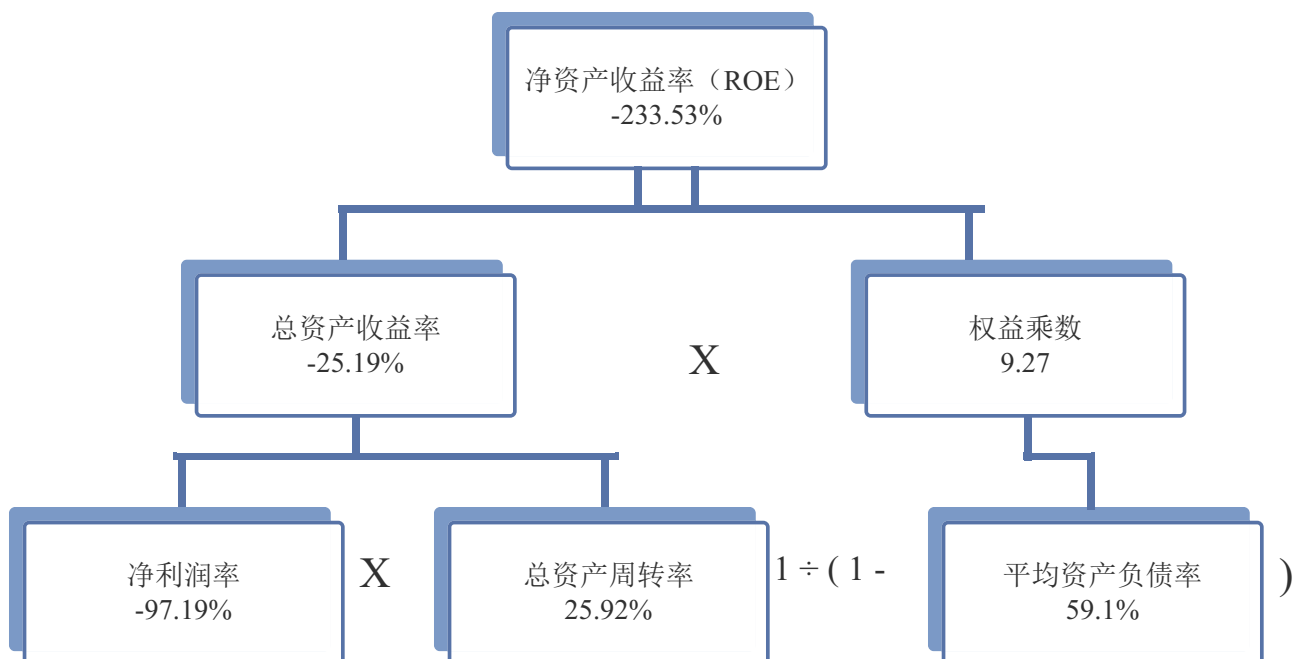 净资产收益率（ROE）
-233.53%
总资产收益率
-25.19%
X
权益乘数
9.27
净利润率
-97.19%
X
总资产周转率
25.92%
1 ÷ ( 1 -
平均资产负债率
59.1%
)